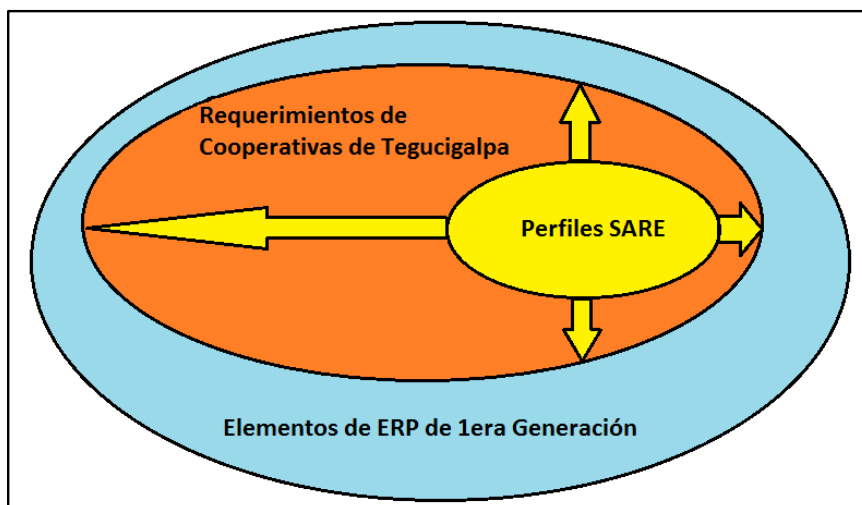 Requerimientos de
Cooperativas de Tegucigalpa
Perfiles SARE
Elementos de ERP de 1era Generación